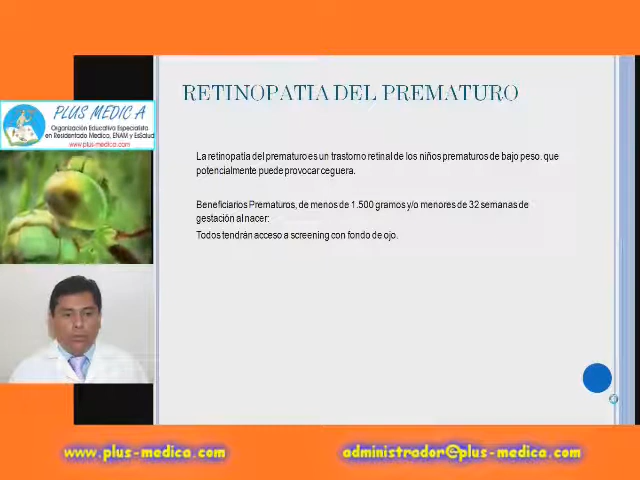 RETINOPATIA DEL PREMATURO
PLUS MEDIC A
Organización Educativa Especialista
en Residentado Medico, ENAM y EsSalud
www.plus-medica.com
La retinopatía del prematuro es un trastorno retinal de los niños prematuros de bajo peso, que
potencialmente puede provocar ceguera.
Beneficiarios Prematuros, de menos de 1.500 gramos y/o menores de 32 semanas de
gestación al nacer:
Todos tendrán acceso a screening con fondo de ojo.
www.plus-medica.com
administrador@plus-medica.com